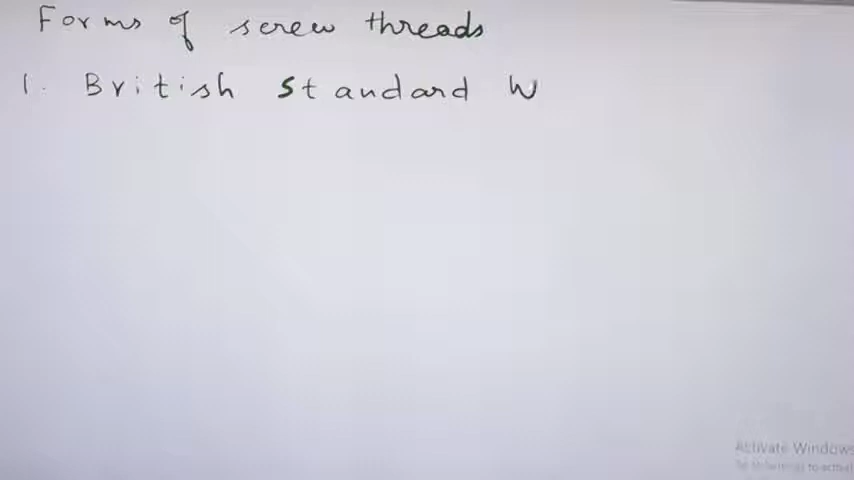 Forms of screw threads
1. British Standard W
Activate Windows